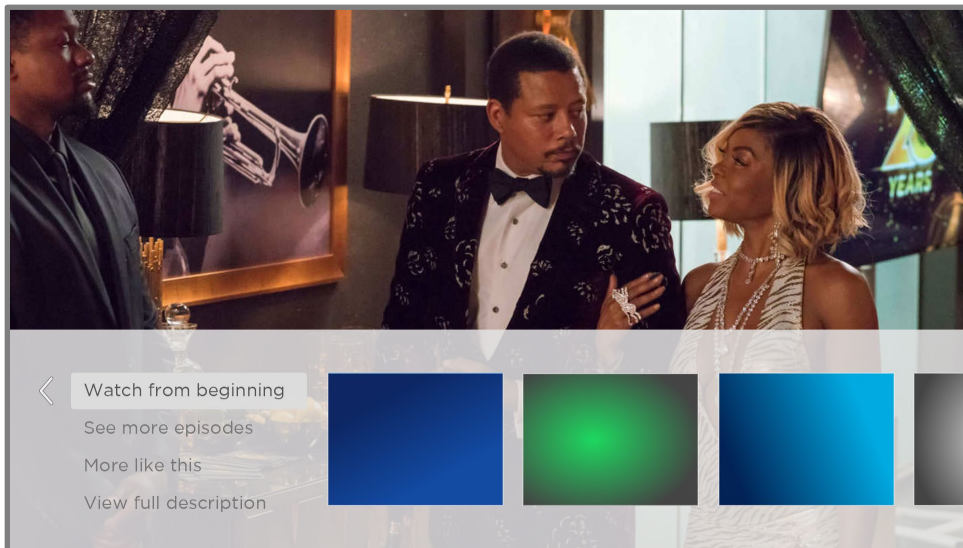 YEARS
Watch from beginning
See more episodes
More like this
View full description